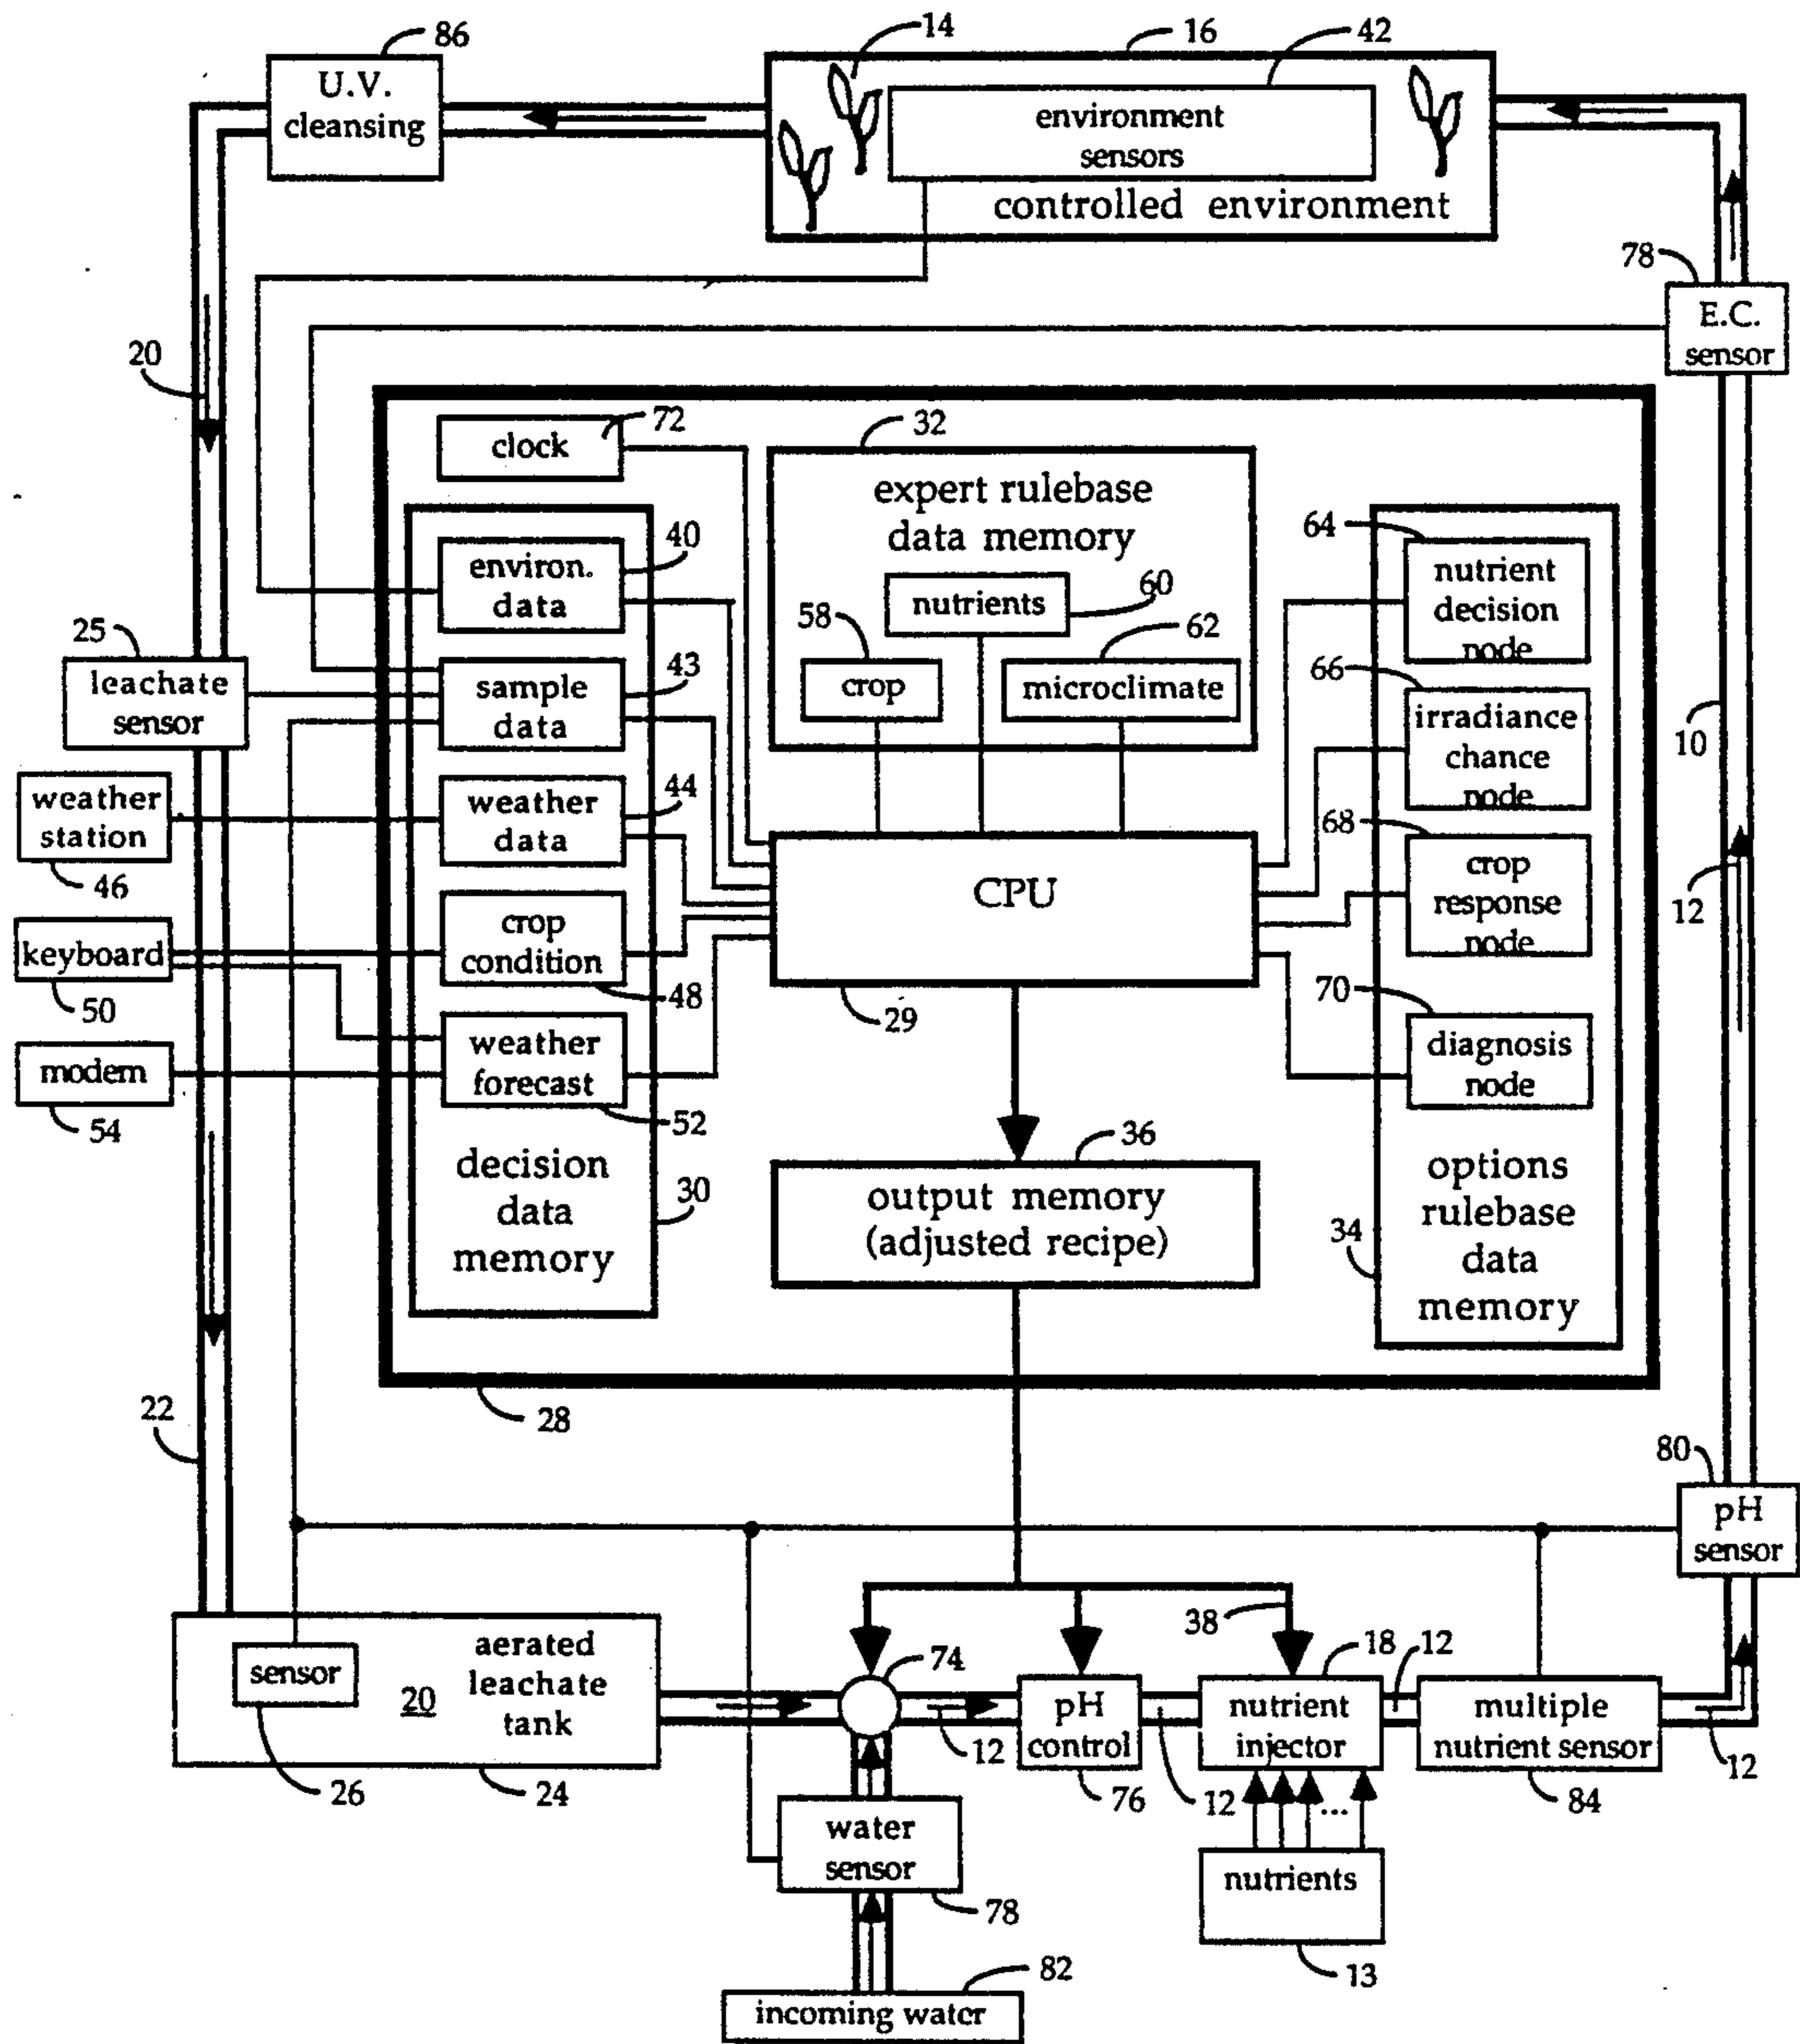 86
14
16
42
U.V.
cleansing
environment
sensors
controlled environment
78
E.C.
sensor
20
clock
72
32
expert rulebase
data memory
nutrients
60
58
62
crop
microclimate
40
environ.
data
25
leachate
sensor
43
sample
data
weather
station
46
44
weather
data
keyboard
50
crop
condition
48
modem
54
weather
forecast
52
decision
data
memory
30
CPU
29
64
nutrient
decision
node
66
irradiance
chance
node
68
crop
response
node
70
diagnosis
node
options
rulebase
data
memory
34
10
12
36
output memory
(adjusted recipe)
28
22
80
pH
sensor
sensor
26
20
aerated
leachate
tank
24
74
12
38
pH
control
76
12
18
nutrient
injector
12
multiple
nutrient sensor
84
12
water
sensor
78
...
nutrients
13
82
incoming water